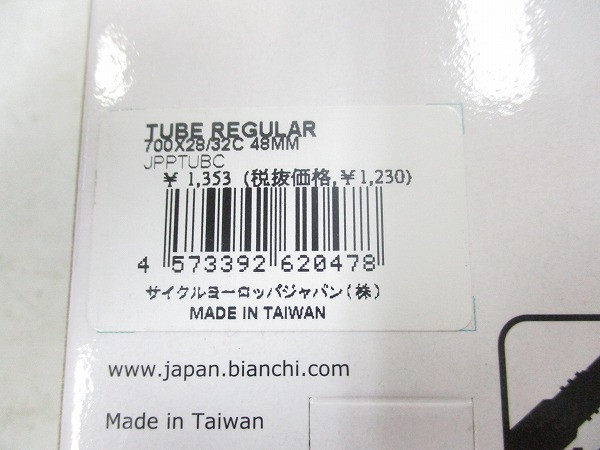 TUBE REGULAR
700X28/32C 48MM
JPPTUBC
¥ 1,353 (税抜価格,¥1,230)
4 573392 620478
サイクルヨーロッパジャパン(株)
MADE IN TAIWAN
www.japan.bianchi.com
Made in Taiwan